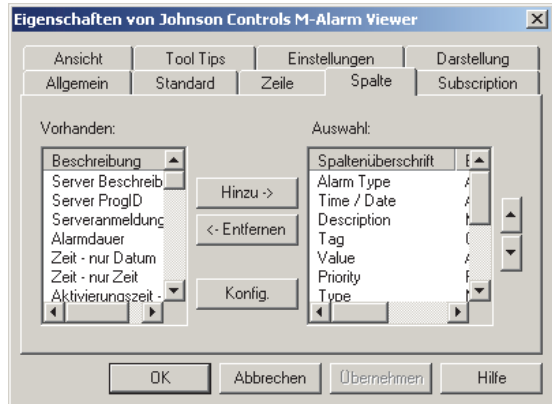 Eigenschaften von Johnson Controls M-Alarm Viewer
Ansicht Tool Tips Einstellungen Darstellung
Allgemein Standard Zeile Spalte Subscription
Vorhanden:
Beschreibung
Server Beschreib
Server ProgID
Serveranmeldung
Alarmdauer
Zeit - nur Datum
Zeit - nur Zeit
Aktivierungszeit -
Hinzu ->
<- Entfernen
Konfig.
Auswahl:
Spaltenüberschrift
Alarm Type
Time / Date
Description
Tag
Value
Priority
Type
OK Abbrechen Übernehmen Hilfe